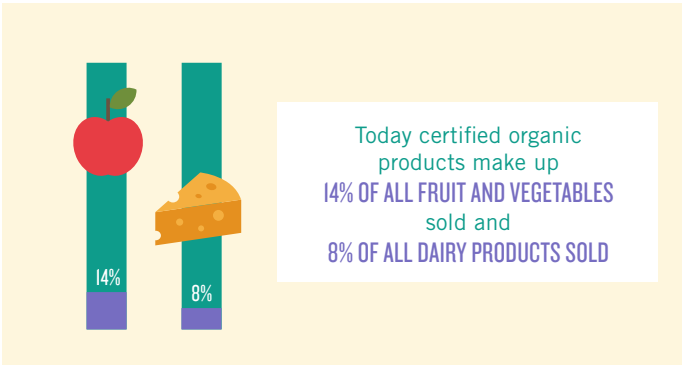 14%
8%
Today certified organic
products make up
14% OF ALL FRUIT AND VEGETABLES
sold and
8% OF ALL DAIRY PRODUCTS SOLD